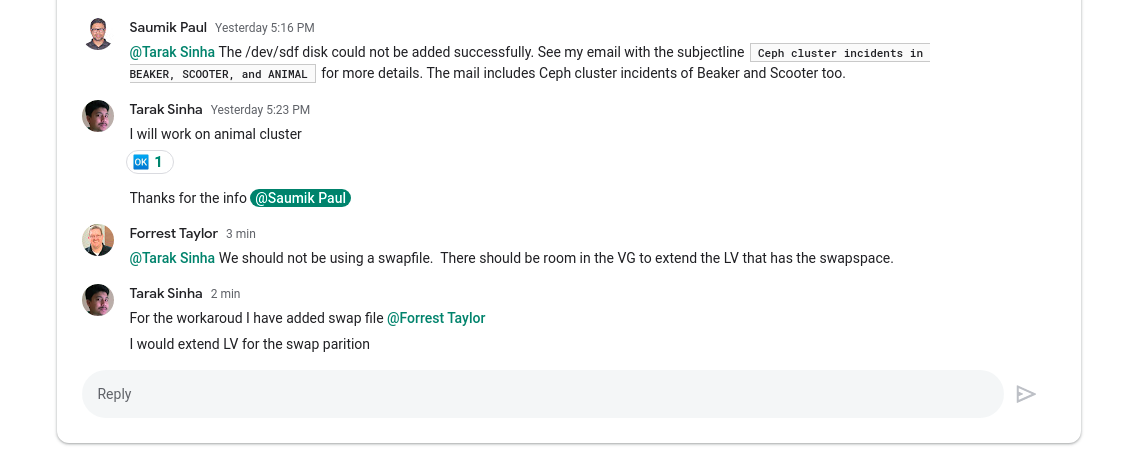 Saumik Paul Yesterday 5:16 PM
@Tarak Sinha The /dev/sdf disk could not be added successfully. See my email with the subjectline Ceph cluster incidents in
BEAKER, SCOOTER, and ANIMAL for more details. The mail includes Ceph cluster incidents of Beaker and Scooter too.
Tarak Sinha Yesterday 5:23 PM
I will work on animal cluster
OK 1
Thanks for the info @Saumik Paul
Forrest Taylor 3 min
@Tarak Sinha We should not be using a swapfile.  There should be room in the VG to extend the LV that has the swapspace.
Tarak Sinha 2 min
For the workaroud I have added swap file @Forrest Taylor
I would extend LV for the swap parition
Reply